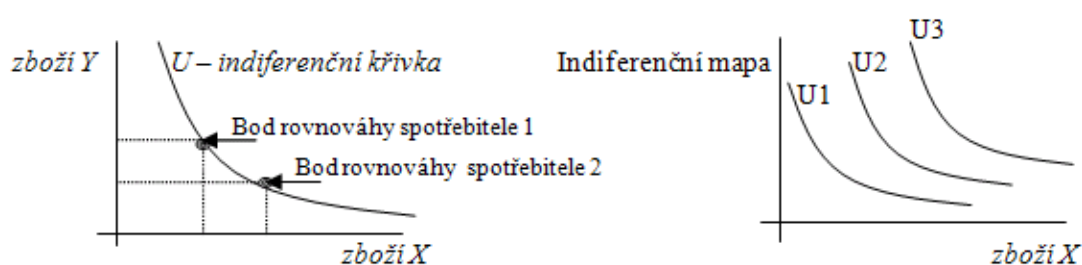 zboží Y
U – indiferenční křivka
Bod rovnováhy spotřebitele 1
Bod rovnováhy spotřebitele 2
zboží X
Indiferenční mapa
U1
U2
U3
zboží X